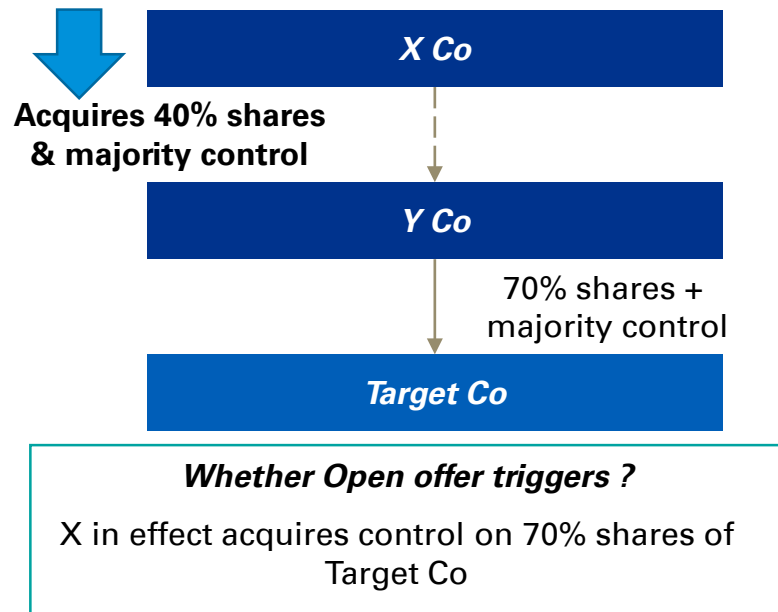 X Co
Acquires 40% shares
& majority control
Y Co
70% shares +
majority control
Target Co
Whether Open offer triggers ?
X in effect acquires control on 70% shares of
Target Co